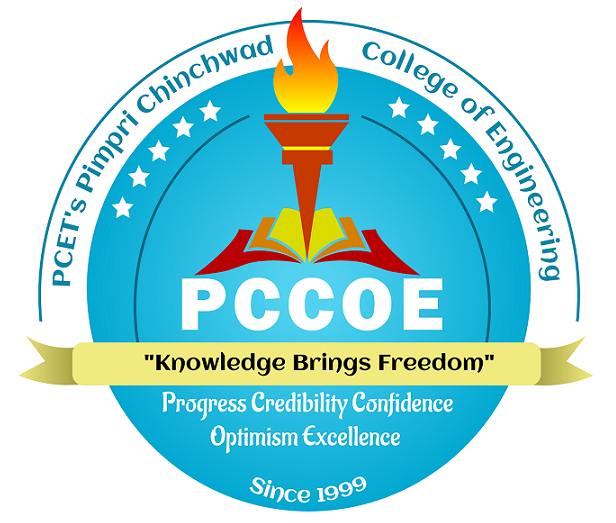 PCET's Pimpri Chinchwad College of Engineering
PCCOE
"Knowledge Brings Freedom"
Progress Credibility Confidence
Optimism Excellence
Since 1999